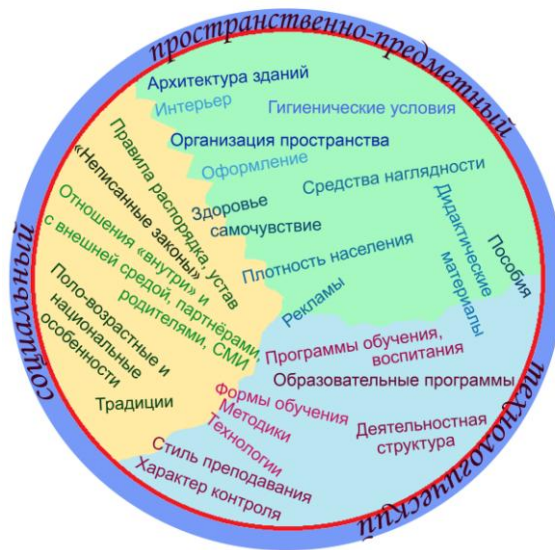 пространственно-предметный
Архитектура зданий
Интерьер
Гигиенические условия
Организация пространства
Оформление
Средства наглядности
Здоровье
самочувствие
Дидактические
материалы
Пособия
Плотность населения
Рекламы
социальный
Правила распорядка, устав
«Неписанные законы»
Отношения «внутри» и
с внешней средой, партнёрами,
родителями, СМИ
Поло-возрастные и
национальные
особенности
Традиции
технологический
Программы обучения,
воспитания
Образовательные программы
Формы обучения
Методики
Технологии
Деятельностная
структура
Стиль преподавания
Характер контроля